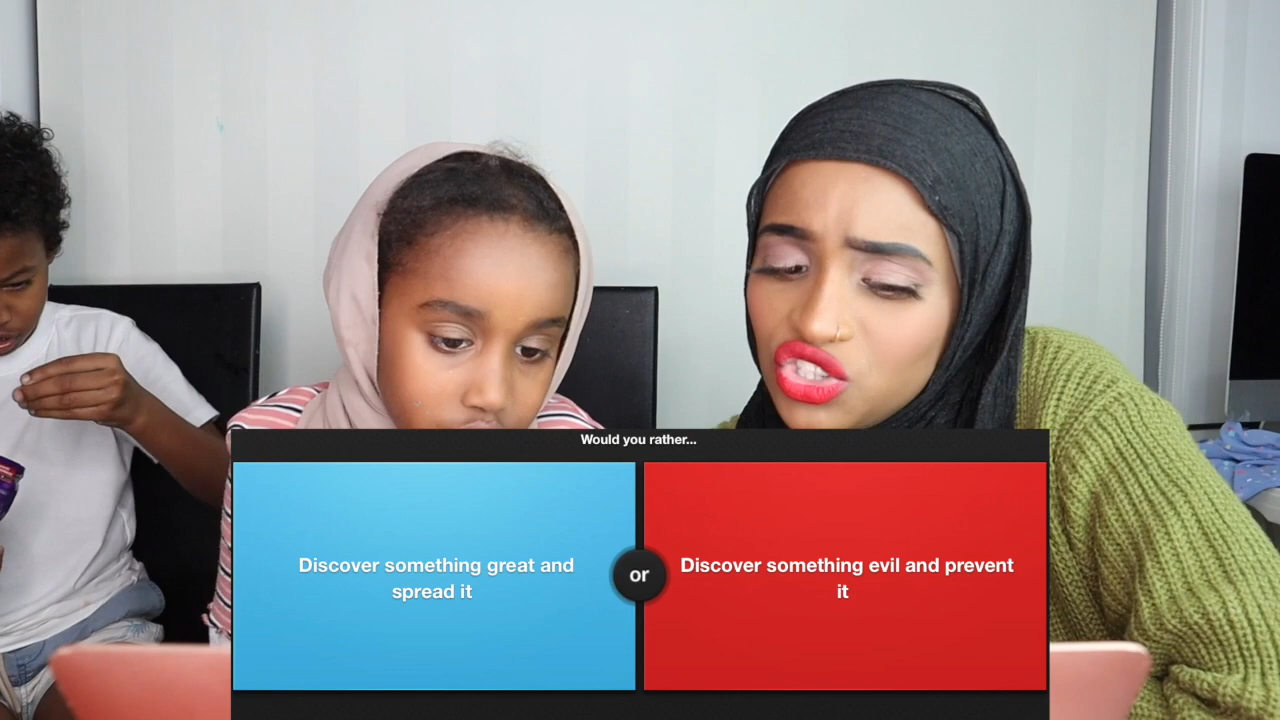 Would you rather...
Discover something great and
spread it
or
Discover something evil and prevent
it